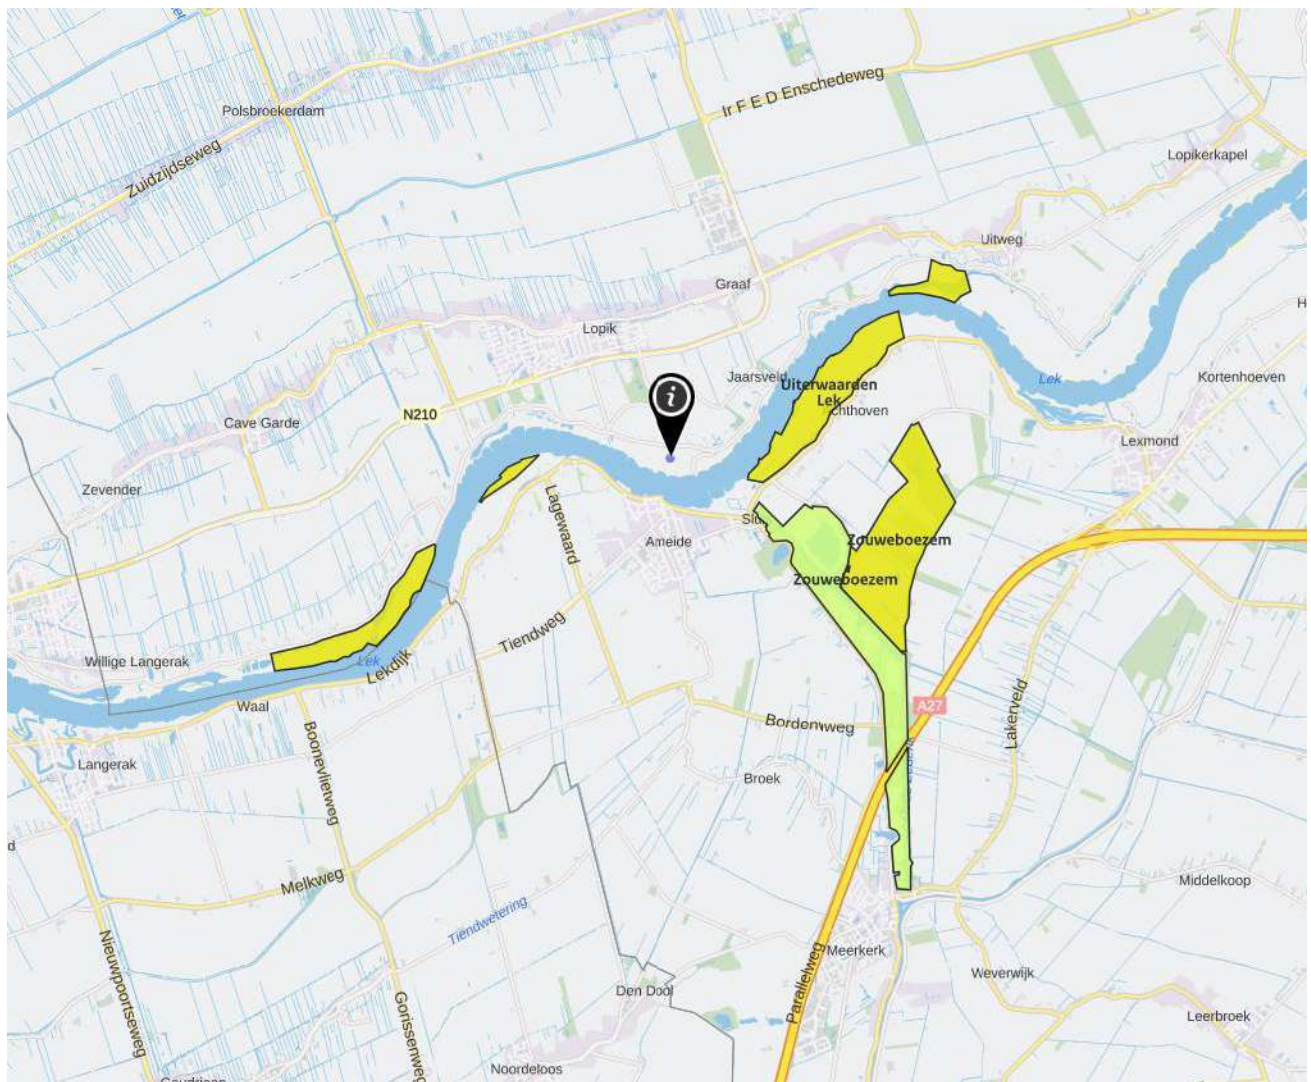 Polsbroekerdam
Zuidzijdseweg
Ir F E D Enschedeweg
Lopikerkapel
Uitweg
Graaf
Lopik
Jaarsveld
Uiterwaarden
Lek
Achthoven
Lek
Kortenhoeven
Lexmond
N210
Cave Garde
Zevender
Lagewaard
Ameide
Zouweboezem
Zouweboezem
Tiendweg
Willige Langerak
Lek
Lekdijk
Waal
Langerak
Boonevlietweg
Bordenweg
A27
Lakerveld
Broek
Melkweg
Middelkoop
Tiendwetering
Nieuwpoortseweg
Gorissenweg
Meerkerk
Parallelweg
Weverwijk
Den Dool
Leerbroek
Noordeloos